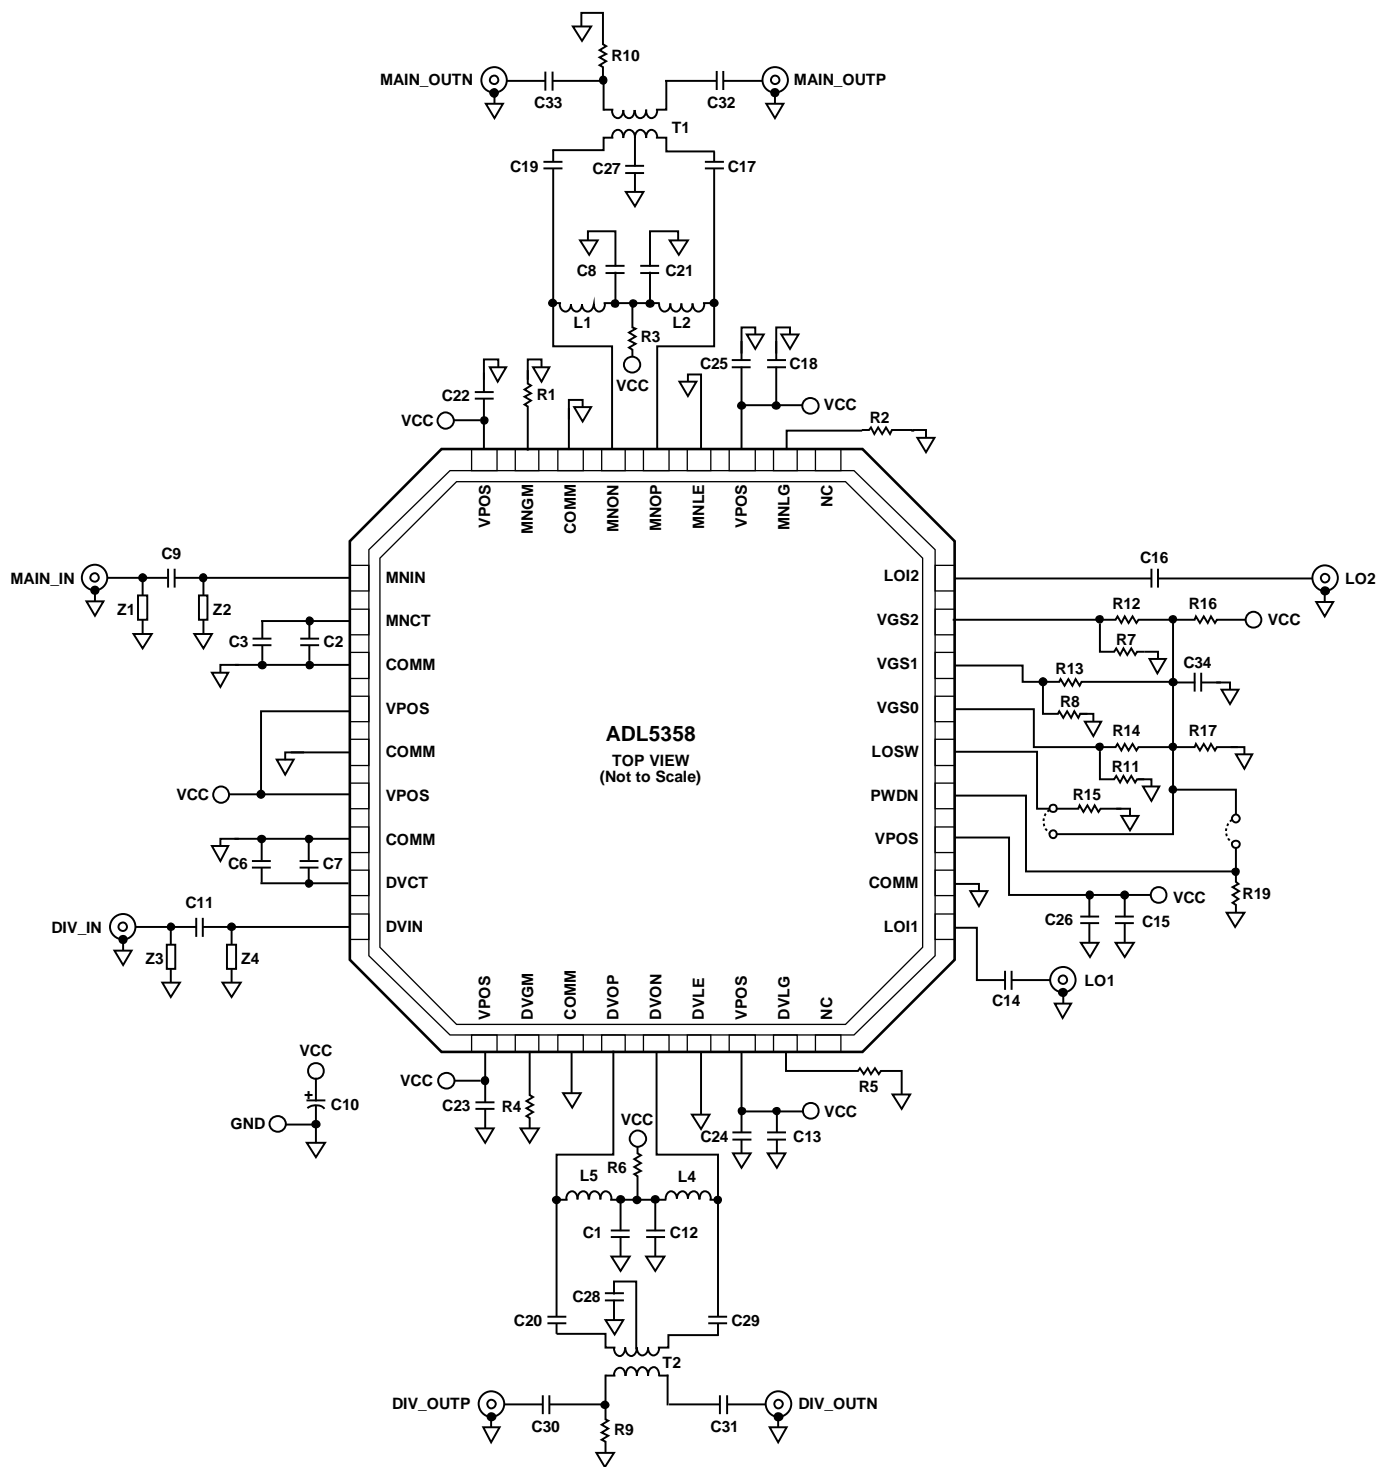 R10
MAIN_OUTN
MAIN_OUTP
C33
C32
T1
C19
C27
C17
C8
C21
L1
L2
R3
VCC
C25
C18
C22
R1
VCC
VCC
R2
VPOS
MNGM
COMM
MNON
MNOP
MNLE
VPOS
MNLG
NC
MAIN_IN
C9
Z1
Z2
C3
C2
VCC
C6
C7
DIV_IN
C11
Z3
Z4
MNIN
MNCT
COMM
VPOS
COMM
VPOS
COMM
DVCT
DVIN
ADL5358
TOP VIEW
(Not to Scale)
LOI2
VGS2
VGS1
VGS0
LOSW
PWDN
VPOS
COMM
LOI1
C16
LO2
R12
R16
VCC
R7
R13
C34
R8
R14
R17
R11
R15
R19
VCC
C26
C15
C14
LO1
VPOS
DVGM
COMM
DVOP
DVON
DVLE
VPOS
DVLG
NC
VCC
+
C10
GND
VCC
C23
R4
R5
VCC
C24
C13
VCC
R6
L5
L4
C1
C12
C28
C20
C29
T2
DIV_OUTP
DIV_OUTN
C30
C31
R9